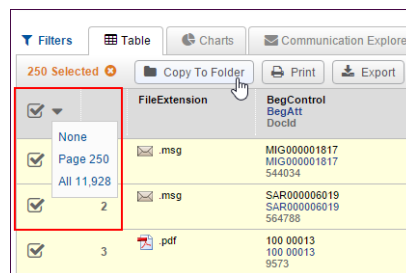 Filters Table Charts Communication Explore
250 Selected Copy To Folder Print Export
FileExtension BegControl
BegAtt
DocId
None
Page 250
All 11,928
.msg MIG000001817
MIG000001817
544034
2 .msg SAR000006019
SAR000006019
564788
3 .pdf 100 00013
100 00013
9573